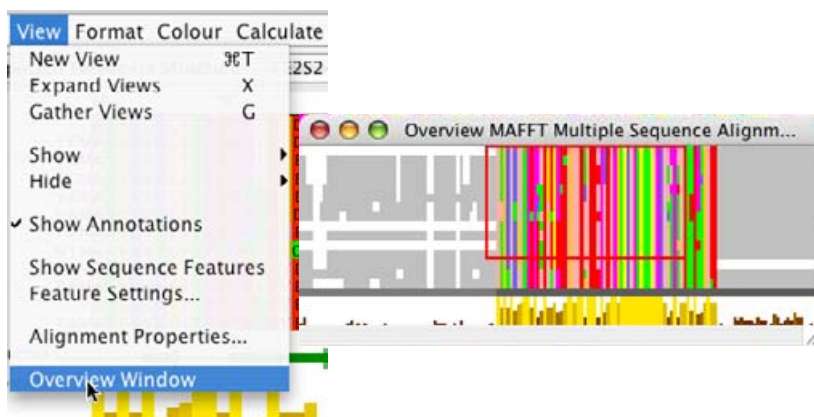 View Format Colour Calculate
New View ⌘T
2S2
Expand Views X
Gather Views G
Overview MAFFT Multiple Sequence Alignm...
Show
Hide
Show Annotations
Show Sequence Features
Feature Settings...
Alignment Properties...
Overview Window